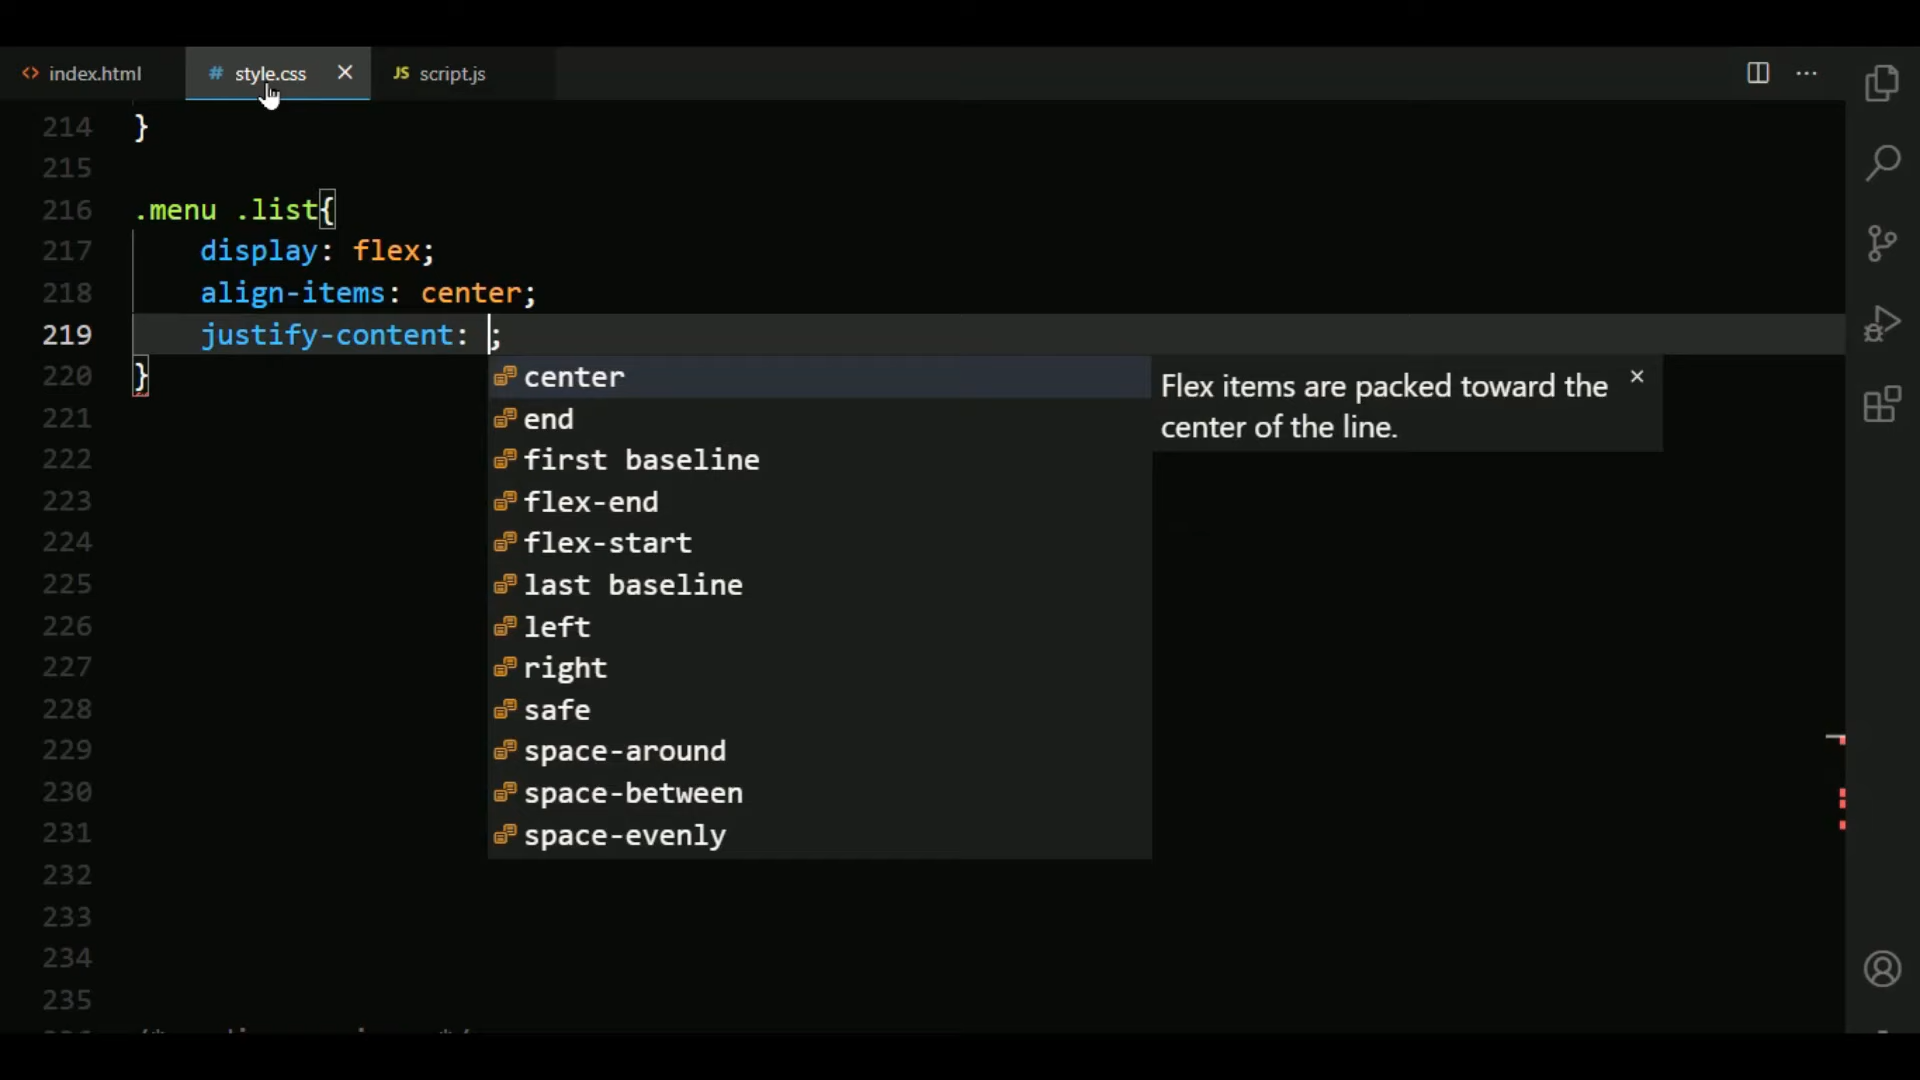 index.html
style.css
JS script.js
214 }
215
216 .menu .list{
217 display: flex;
218 align-items: center;
219 justify-content: ;
220 }
221
222
223
224
225
226
227
228
229
230
231
232
233
234
235
center
end
first baseline
flex-end
flex-start
last baseline
left
right
safe
space-around
space-between
space-evenly
Flex items are packed toward the
center of the line.